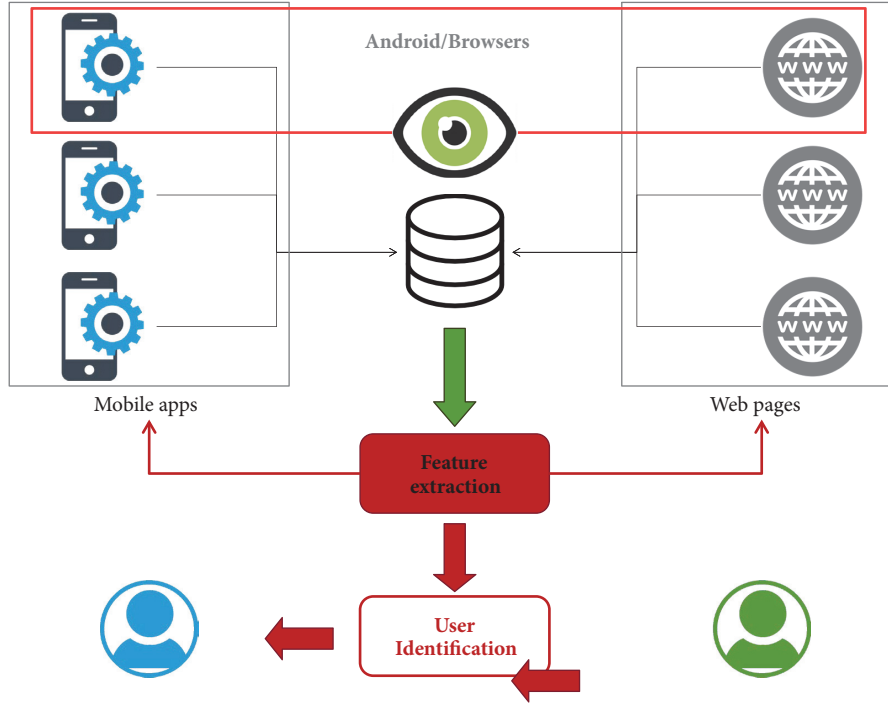 Android/Browsers
WWW
WWW
WWW
Mobile apps
Web pages
Feature
extraction
User
Identification